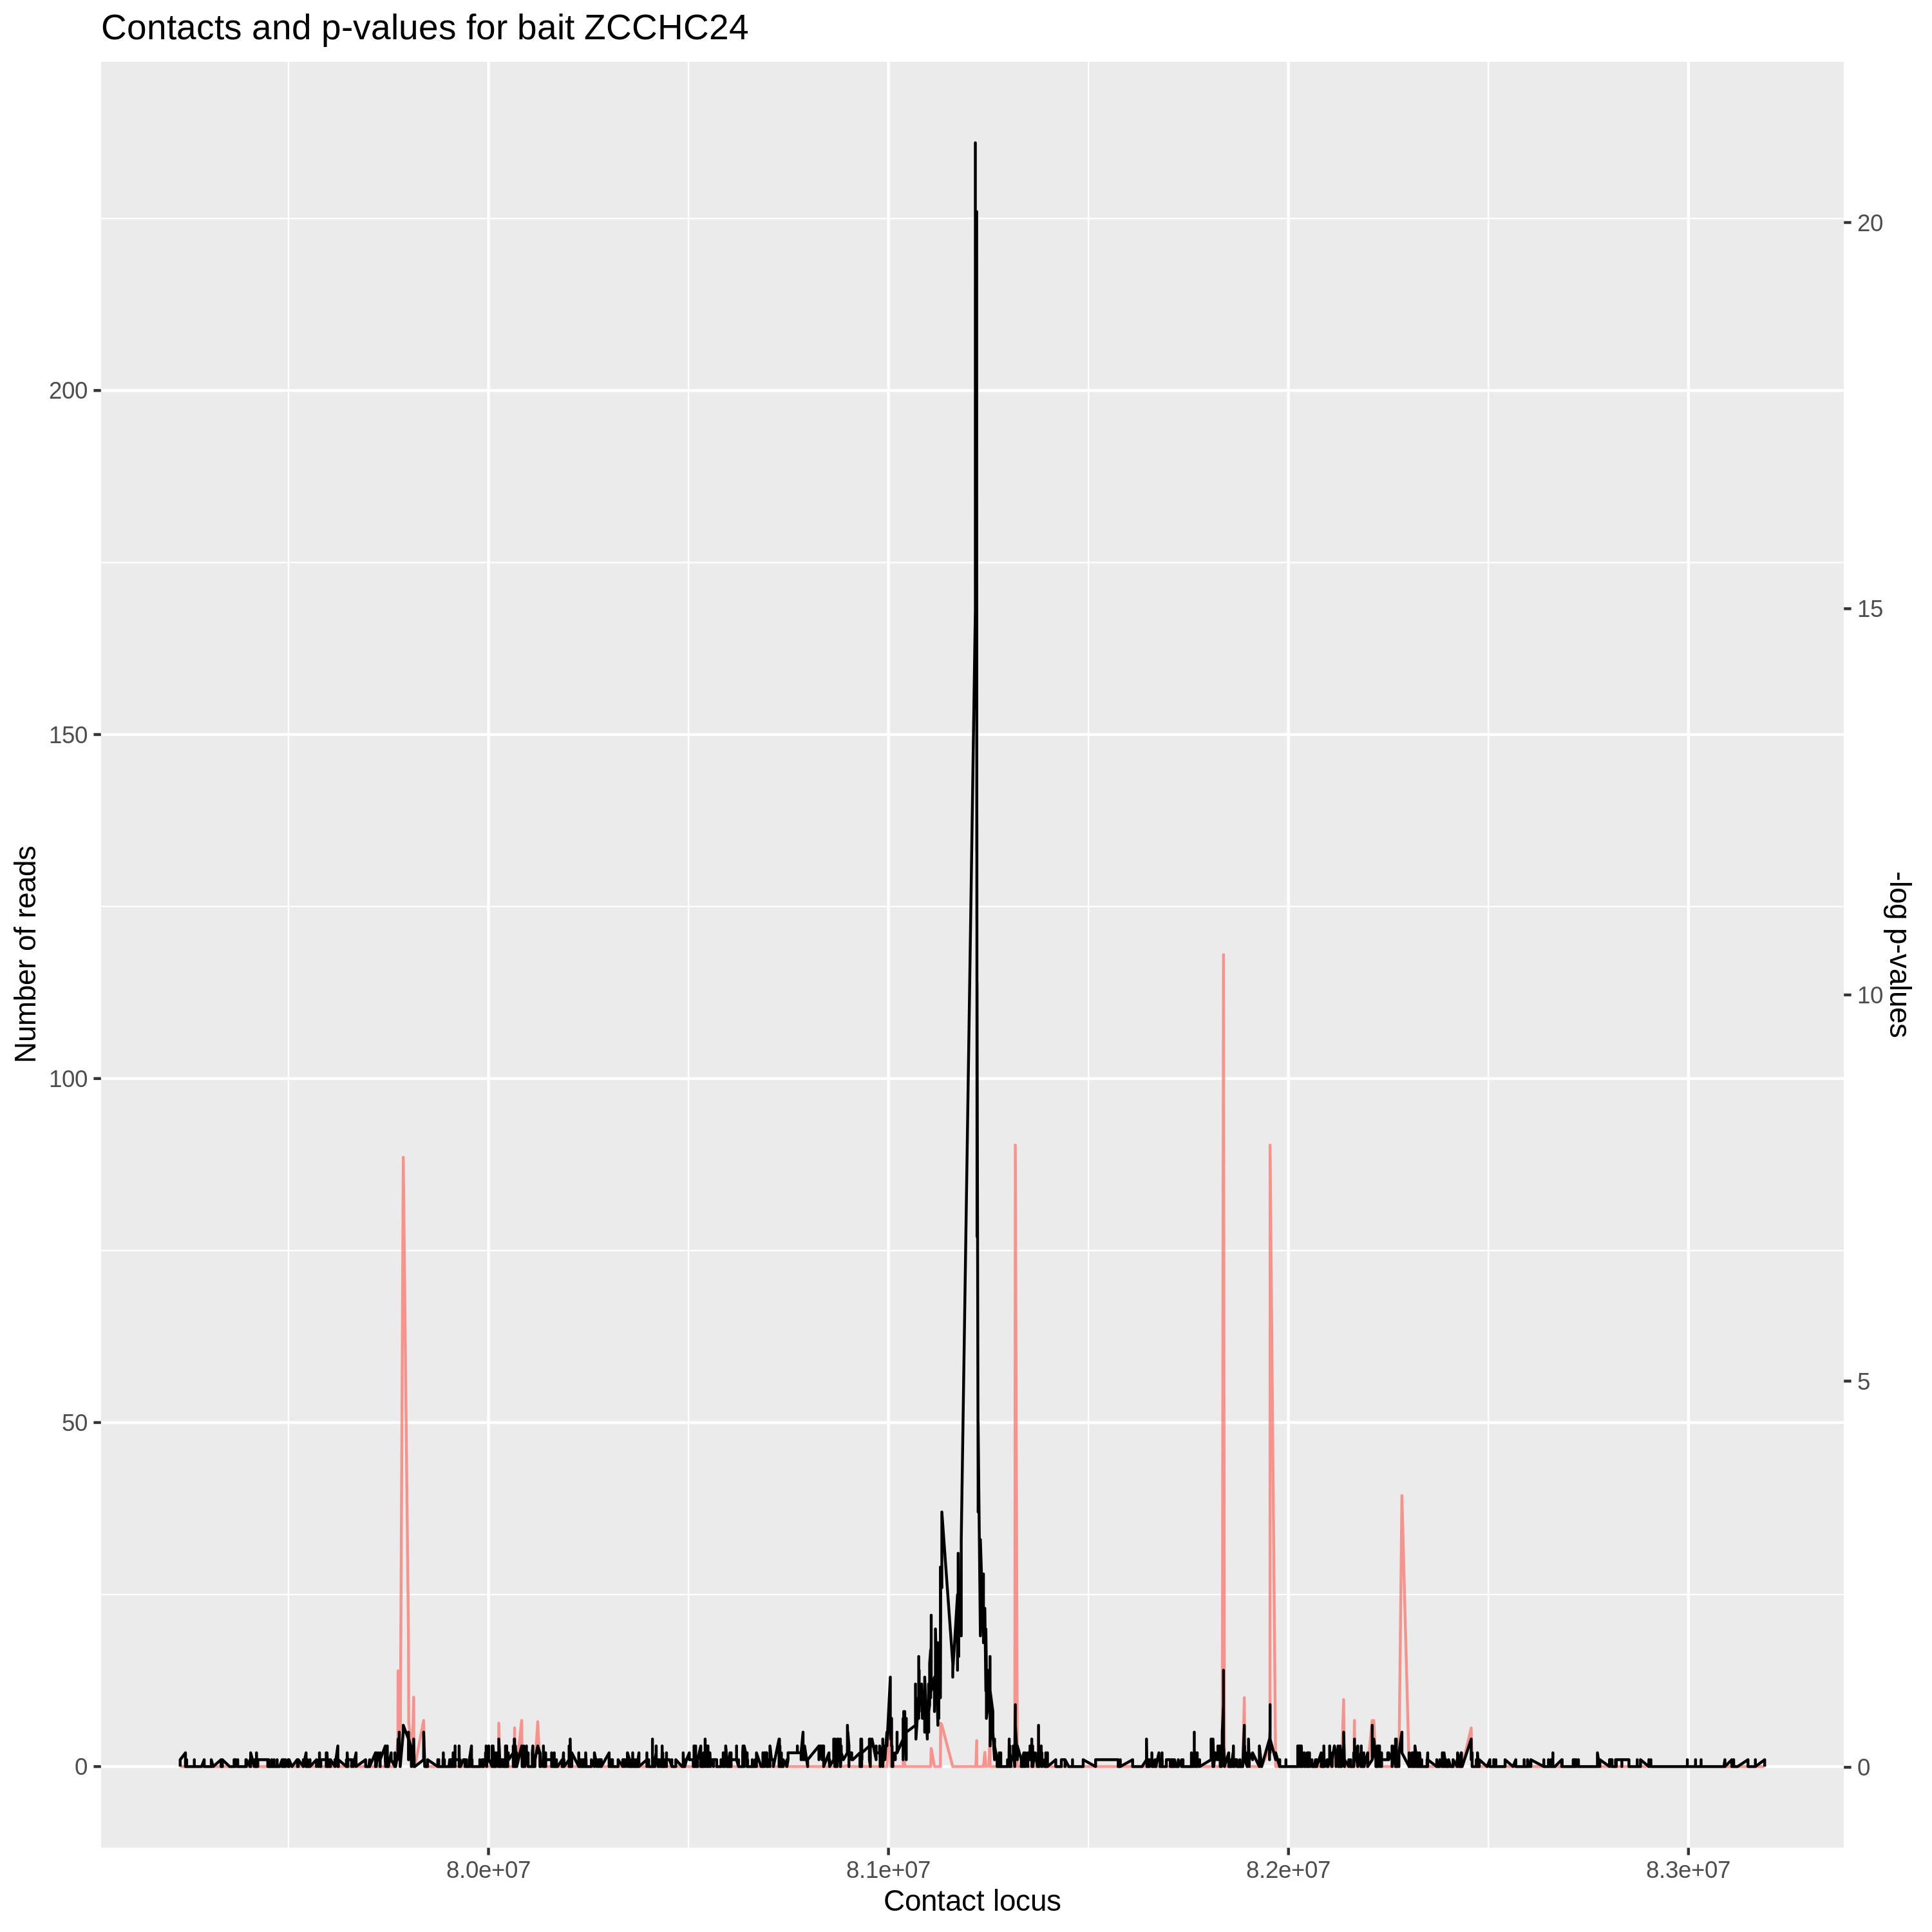 Contacts and p-values for bait ZCCHC24
Number of reads
200
150
100
50
0
20
15
10
5
0
-log p-values
8.0e+07
8.1e+07
8.2e+07
8.3e+07
Contact locus